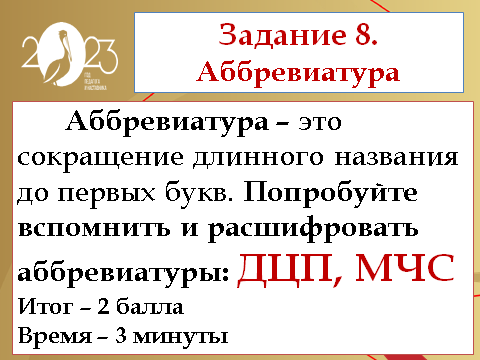 2023
ГОД
ПЕДАГОГА
И НАСТАВНИКА
Задание 8.
Аббревиатура
Аббревиатура – это
сокращение длинного названия
до первых букв. Попробуйте
вспомнить и расшифровать
аббревиатуры: ДЦП, МЧС
Итог – 2 балла
Время – 3 минуты